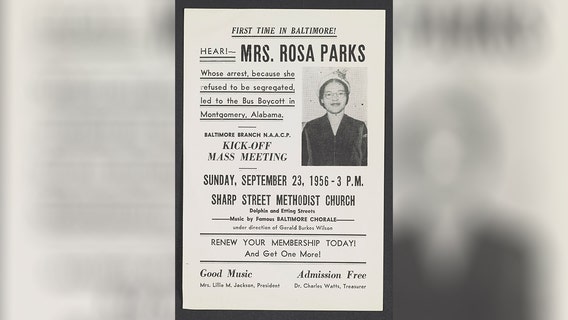 FIRST TIME IN BALTIMORE!
HEAR!— MRS. ROSA PARKS
Whose arrest, because she
refused to be segregated,
led to the Bus Boycott in
Montgomery, Alabama.
BALTIMORE BRANCH N.A.A.C.P.
KICK-OFF
MASS MEETING
SUNDAY, SEPTEMBER 23, 1956 - 3 P.M.
SHARP STREET METHODIST CHURCH
Dolphin and Etting Streets
Music by Famous BALTIMORE CHORALE
under direction of Gerald Burkes Wilson
RENEW YOUR MEMBERSHIP TODAY!
And Get One More!
Good Music Admission Free
Mrs. Lillie M. Jackson, President Dr. Charles Watts, Treasurer